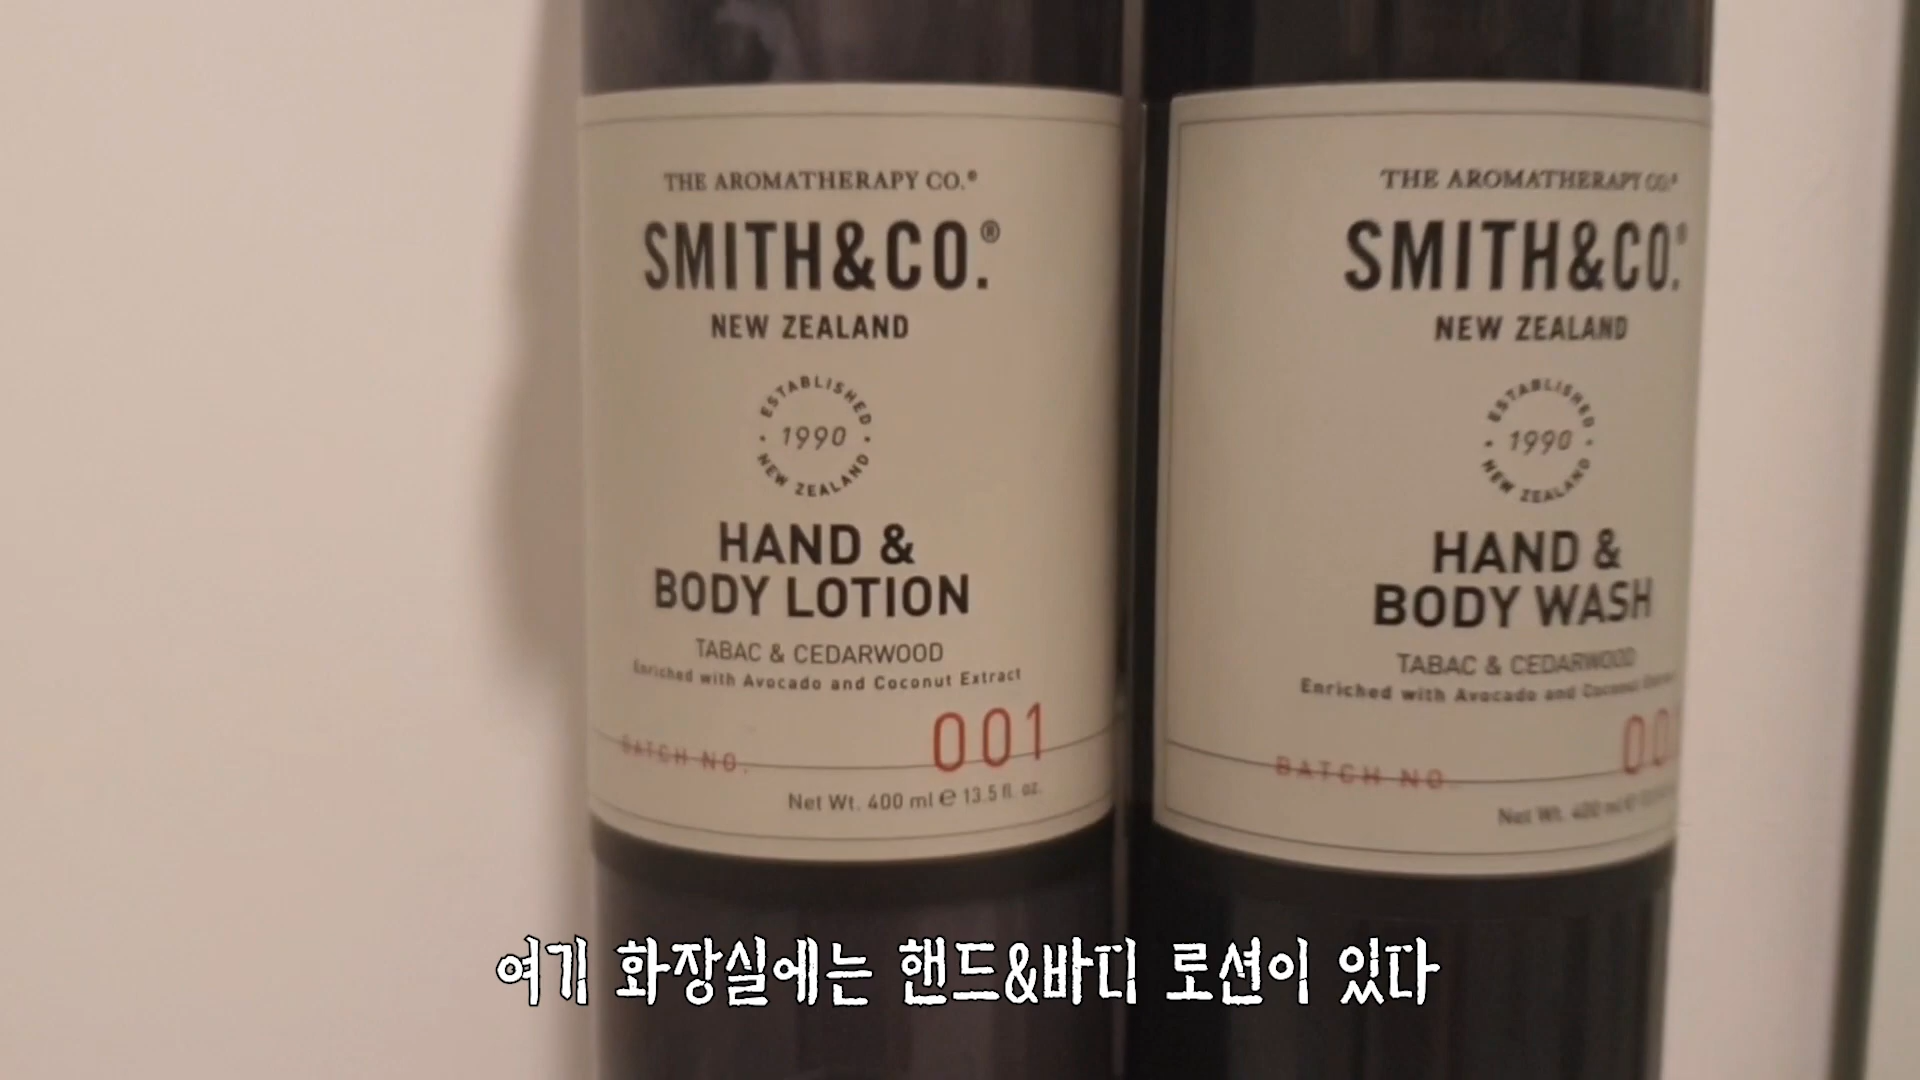 THE AROMATHERAPY CO.®
SMITH&CO.®
NEW ZEALAND
ESTABLISHED
1990
NEW ZEALAND
HAND &
BODY LOTION
TABAC & CEDARWOOD
Enriched with Avocado and Coconut Extract
BATCH NO. 001
Net Wt. 400 ml ℮ 13.5 fl. oz.
THE AROMATHERAPY CO.®
SMITH&CO.®
NEW ZEALAND
ESTABLISHED
1990
NEW ZEALAND
HAND &
BODY WASH
TABAC & CEDARWOOD
Enriched with Avocado and Coconut
BATCH NO.
Net Wt. 400 ml
여기 화장실에는 핸드&바디 로션이 있다